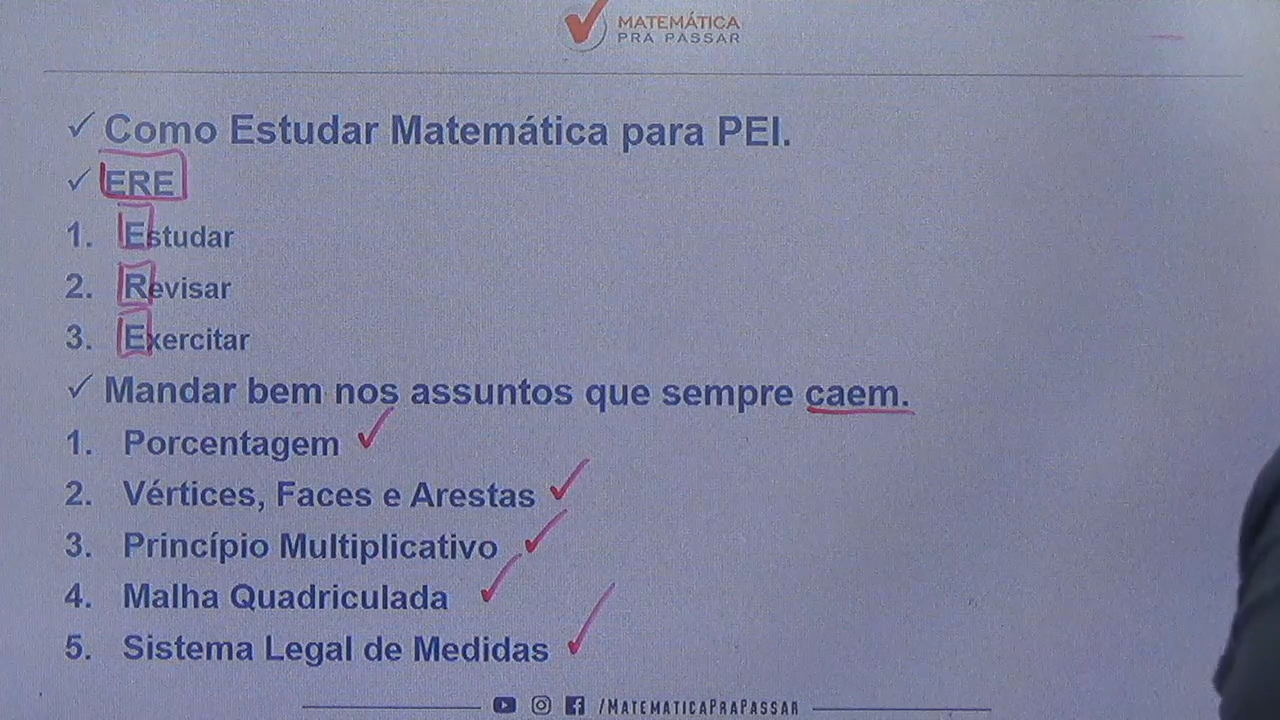 MATEMÁTICA
PRA PASSAR
✓ Como Estudar Matemática para PEI.
✓ ERE
1. Estudar
2. Revisar
3. Exercitar
✓ Mandar bem nos assuntos que sempre caem.
1. Porcentagem
2. Vértices, Faces e Arestas
3. Princípio Multiplicativo
4. Malha Quadriculada
5. Sistema Legal de Medidas
/MATEMATICAPRAPASSAR